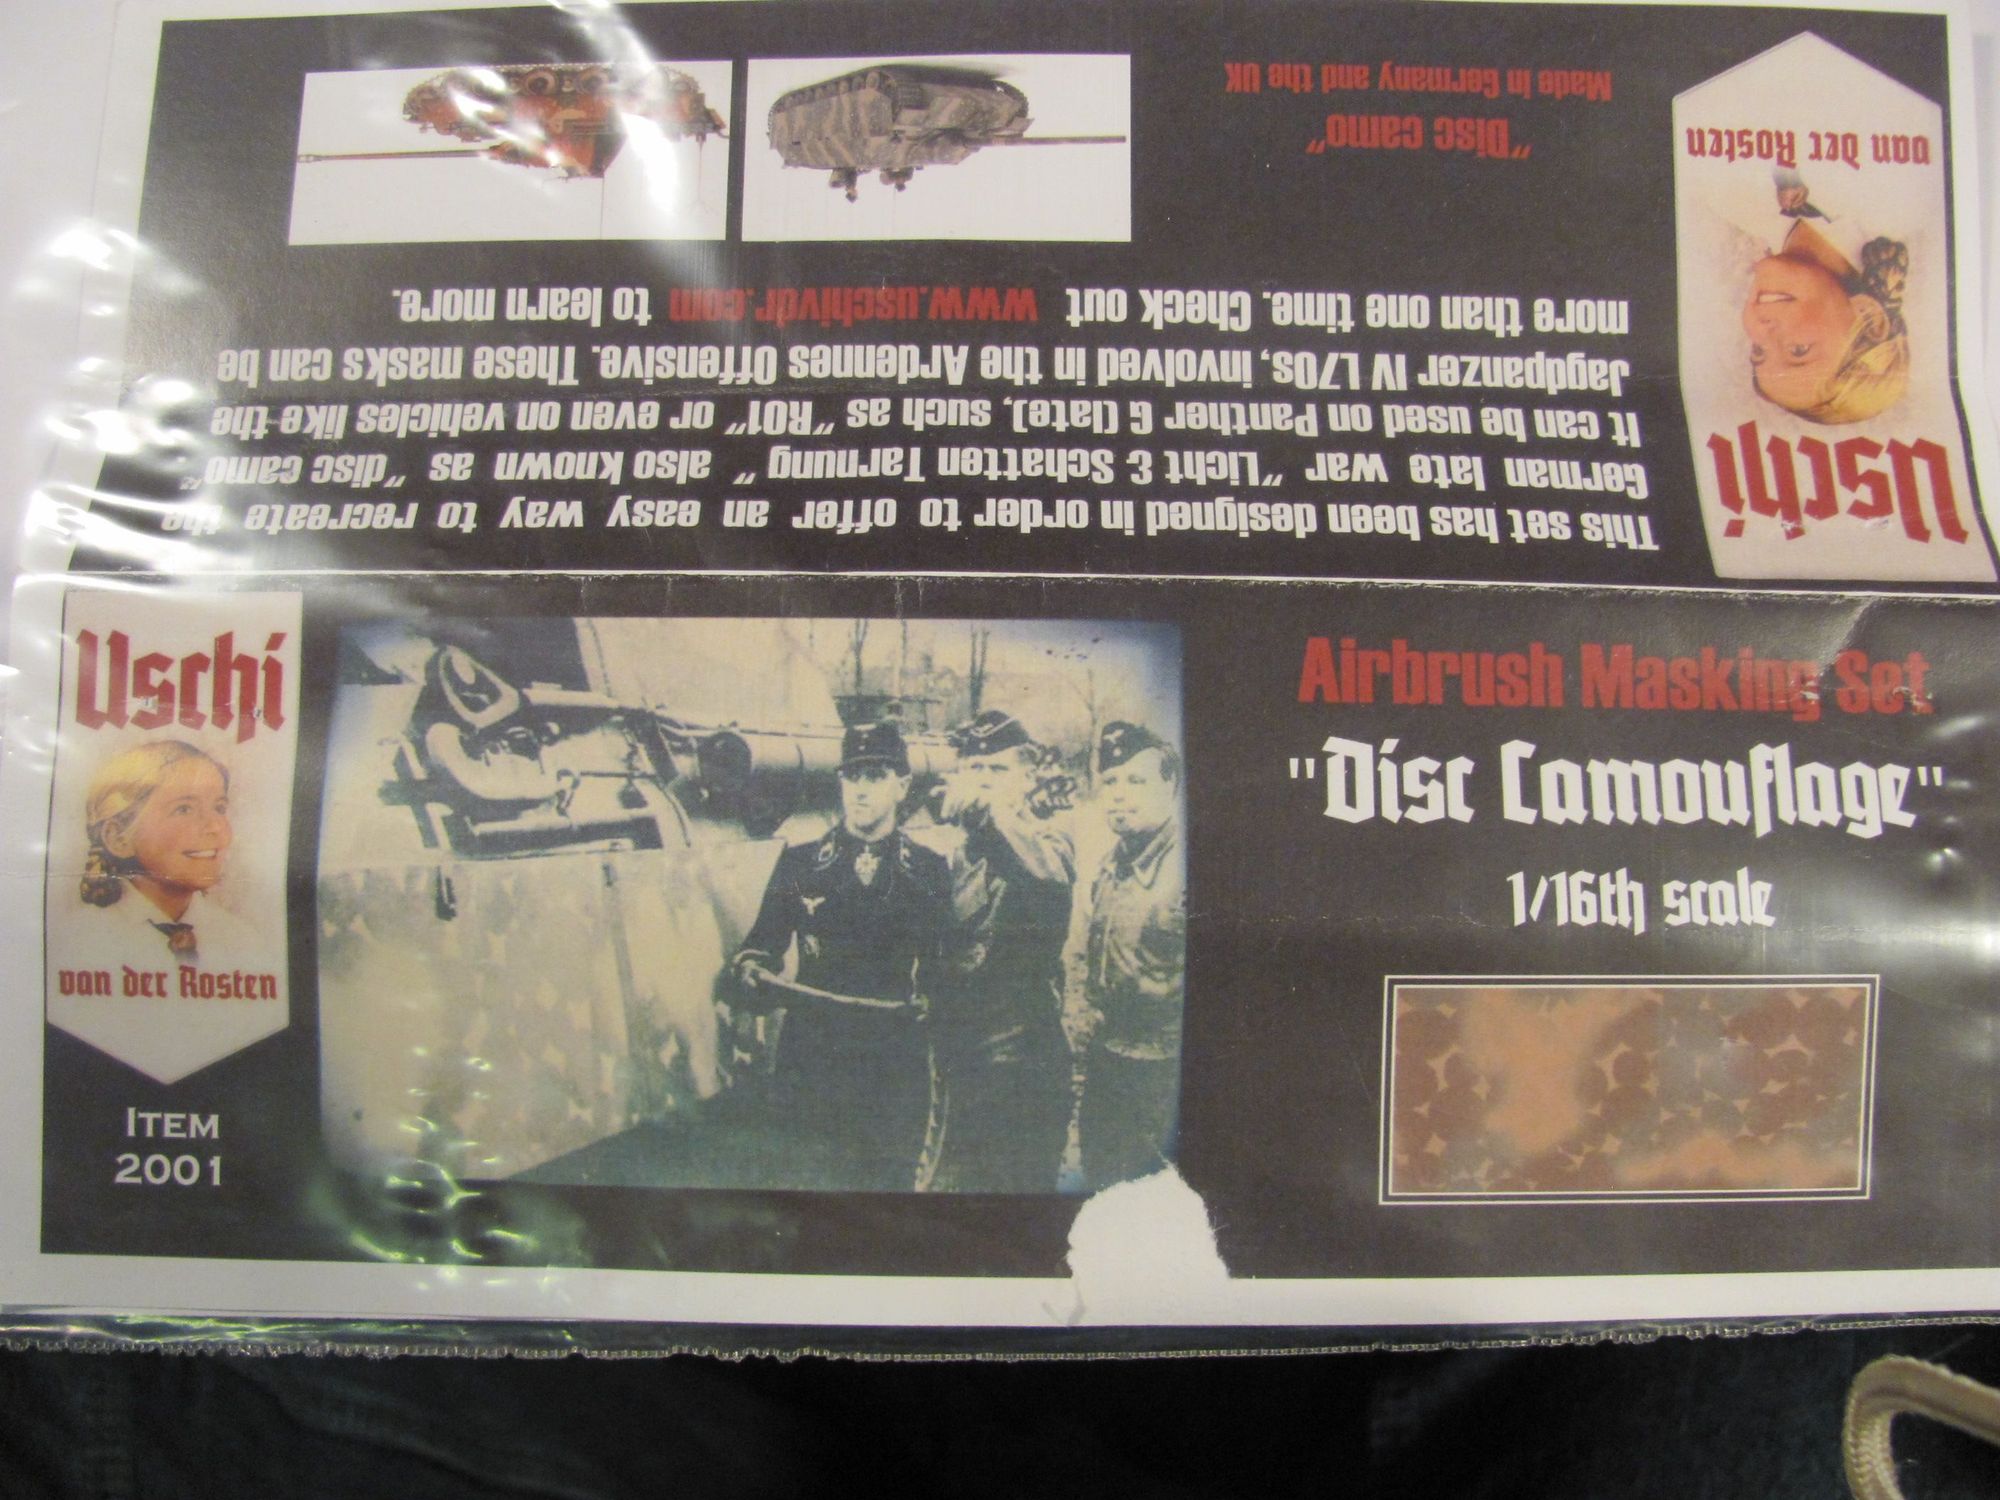 Uschi
van der Rosten
"Disc camo"
Made in Germany and the UK
This set has been designed in order to offer an easy way to recreate the
German late war "Licht & Schatten Tarnung" also known as "disc camo"
It can be used on Panther G (late), such as "R01" or even on vehicles like the
Jagdpanzer IV L70s, involved in the Ardennes Offensive. These masks can be
more than one time. Check out www.uschivdr.com to learn more.
Uschi
van der Rosten
ITEM
2001
Airbrush Masking Set
"Disc Camouflage"
1/16th scale